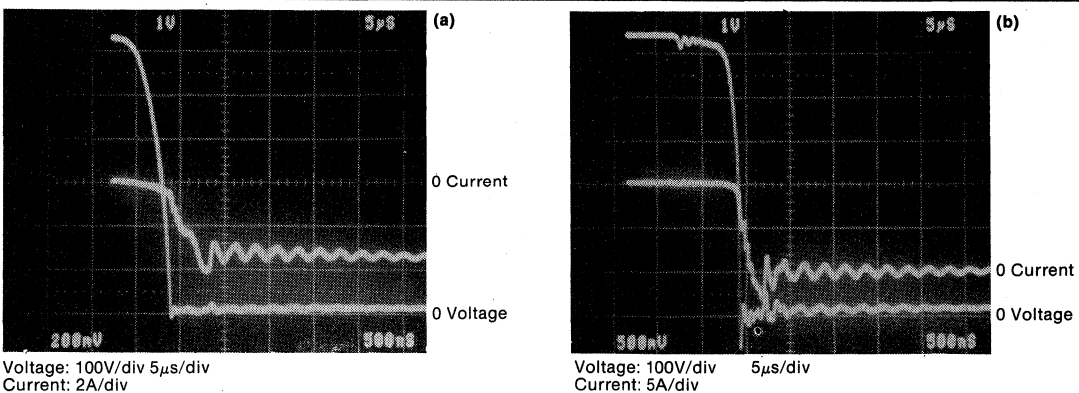 (a)
1V 5µS
0 Current
0 Voltage
200mV 500nS
Voltage: 100V/div 5µs/div
Current: 2A/div
(b)
1V 5µS
0 Current
0 Voltage
500mV 500nS
Voltage: 100V/div 5µs/div
Current: 5A/div